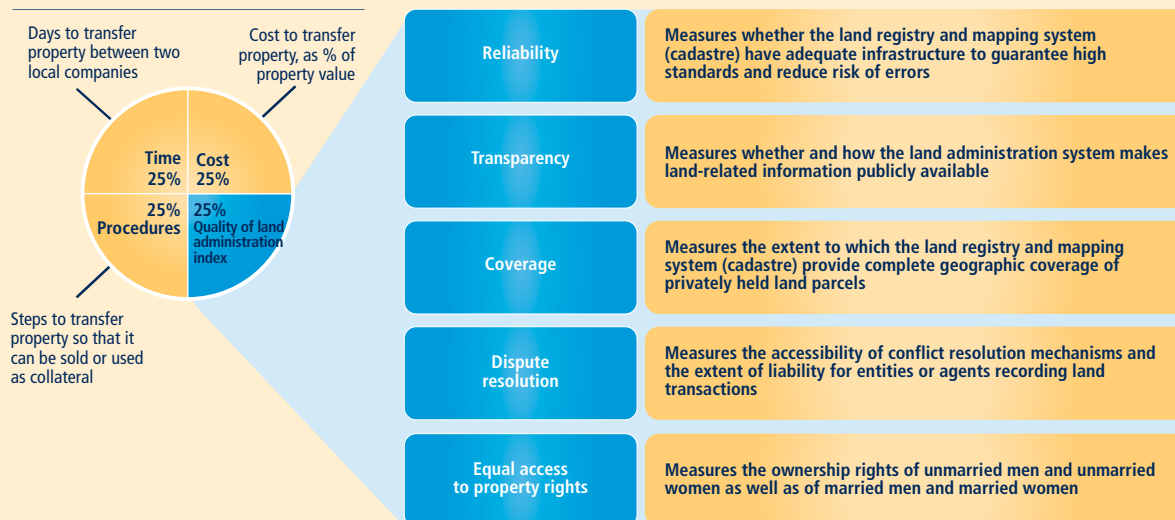 Days to transfer
property between two
local companies
Cost to transfer
property, as % of
property value
Time
25%
Cost
25%
25%
Procedures
25%
Quality of land
administration
index
Steps to transfer
property so that it
can be sold or used
as collateral
Reliability
Measures whether the land registry and mapping system
(cadastre) have adequate infrastructure to guarantee high
standards and reduce risk of errors
Transparency
Measures whether and how the land administration system makes
land-related information publicly available
Coverage
Measures the extent to which the land registry and mapping
system (cadastre) provide complete geographic coverage of
privately held land parcels
Dispute
resolution
Measures the accessibility of conflict resolution mechanisms and
the extent of liability for entities or agents recording land
transactions
Equal access
to property rights
Measures the ownership rights of unmarried men and unmarried
women as well as of married men and married women